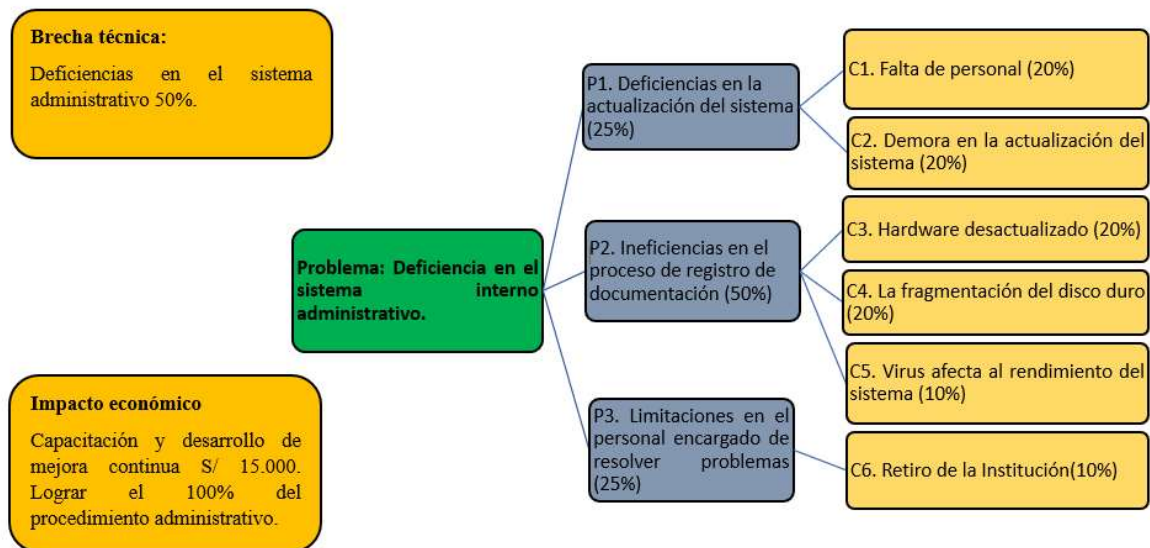 Brecha técnica:
Deficiencias en el sistema
administrativo 50%.
Impacto económico
Capacitación y desarrollo de
mejora continua S/ 15.000.
Lograr el 100% del
procedimiento administrativo.
Problema: Deficiencia en el
sistema interno
administrativo.
P1. Deficiencias en la
actualización del sistema
(25%)
P2. Ineficiencias en el
proceso de registro de
documentación (50%)
P3. Limitaciones en el
personal encargado de
resolver problemas
(25%)
C1. Falta de personal (20%)
C2. Demora en la actualización del
sistema (20%)
C3. Hardware desactualizado (20%)
C4. La fragmentación del disco duro
(20%)
C5. Virus afecta al rendimiento del
sistema (10%)
C6. Retiro de la Institución(10%)